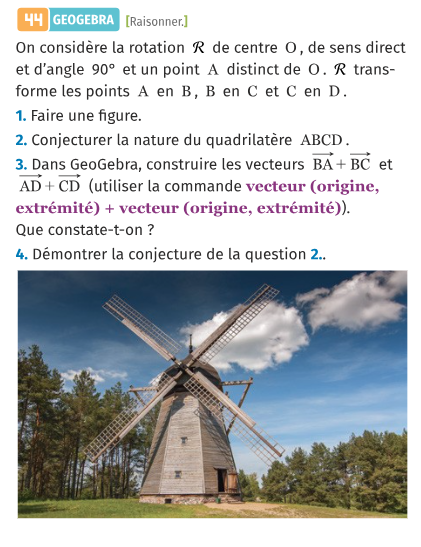 44 GEOGEBRA [Raisonner.]
On considère la rotation ℛ de centre O, de sens direct
et d'angle 90° et un point A distinct de O. ℛ trans-
forme les points A en B, B en C et C en D.
1. Faire une figure.
2. Conjecturer la nature du quadrilatère ABCD.
3. Dans GeoGebra, construire les vecteurs BA + BC et
AD + CD (utiliser la commande vecteur (origine,
extrémité) + vecteur (origine, extrémité)).
Que constate-t-on ?
4. Démontrer la conjecture de la question 2..